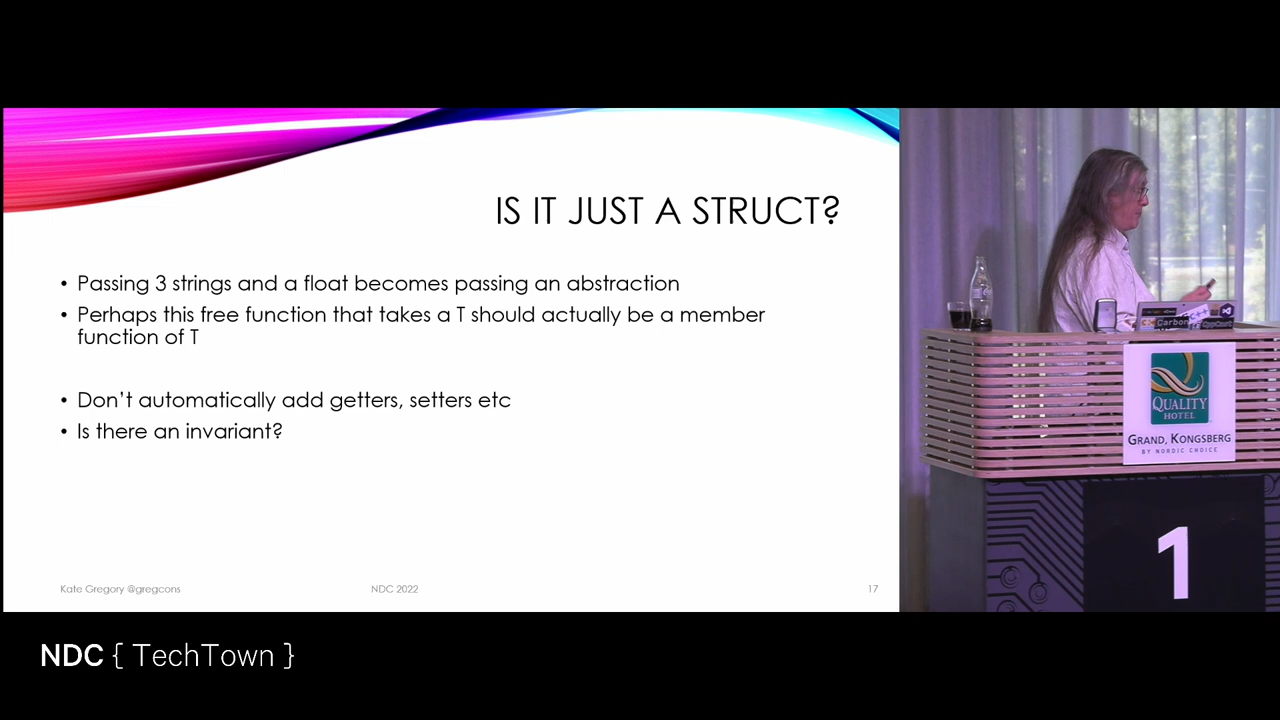 IS IT JUST A STRUCT?
• Passing 3 strings and a float becomes passing an abstraction
• Perhaps this free function that takes a T should actually be a member
function of T
• Don't automatically add getters, setters etc
• Is there an invariant?
Kate Gregory @gregcons
NDC 2022
17
Carbon
QUALITY
HOTEL
GRAND, KONGSBERG
BY NORDIC CHOICE
1
NDC { TechTown }